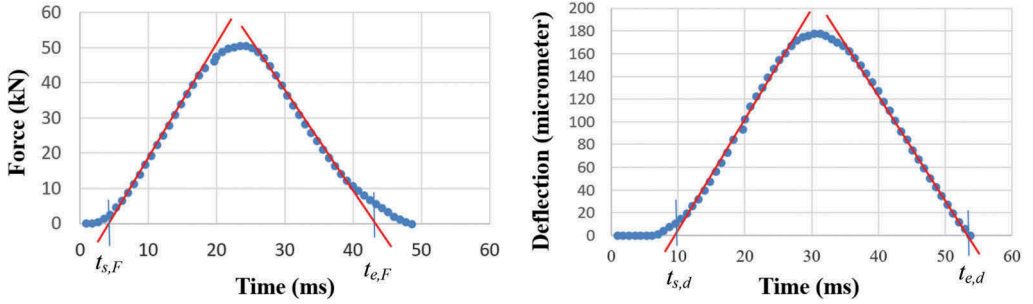 60
50
40
30
20
10
0
Force (kN)
0 10 20 30 40 50 60
t_{s,F} t_{e,F}
Time (ms)
200
180
160
140
120
100
80
60
40
20
0
Deflection (micrometer)
0 10 20 30 40 50 60
t_{s,d} t_{e,d}
Time (ms)